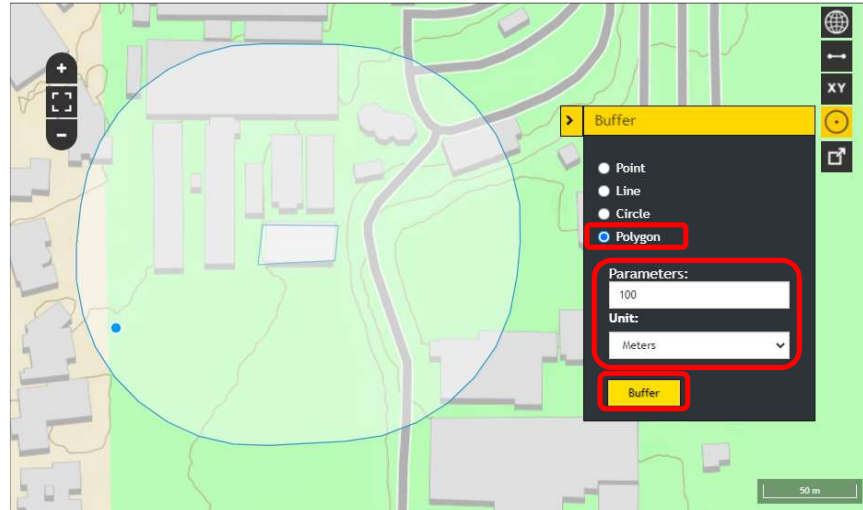 +
-
XY
> Buffer
Point
Line
Circle
Polygon
Parameters:
100
Unit:
Meters
Buffer
50 m